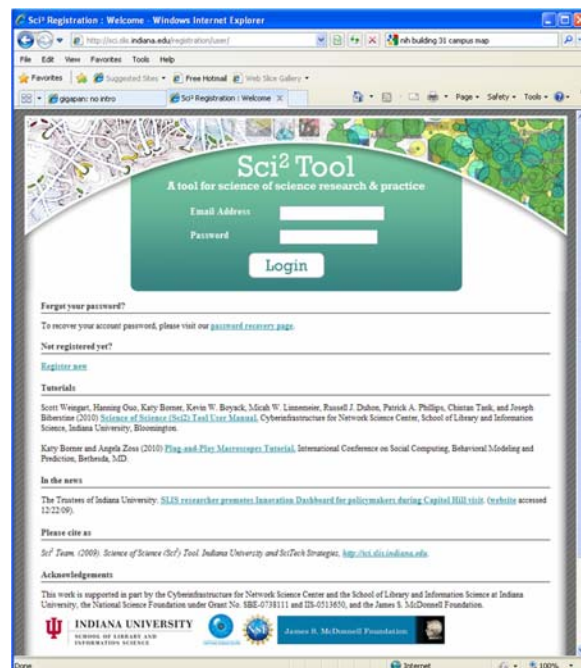 Sci² Registration : Welcome - Windows Internet Explorer
http://sci.slis.indiana.edu/registration/user/
nih building 31 campus map
File Edit View Favorites Tools Help
Favorites Suggested Sites Free Hotmail Web Slice Gallery
gigapan: no intro Sci² Registration : Welcome X Page Safety Tools
Sci² Tool
A tool for science of science research & practice
Email Address
Password
Login
Forgot your password?
To recover your account password, please visit our password recovery page.
Not registered yet?
Register now
Tutorials
Scott Weingart, Hanning Guo, Katy Borner, Kevin W. Boyack, Micah W. Linnemeier, Russell J. Duhon, Patrick A. Phillips, Chintan Tank, and Joseph
Biberstine (2010) Science of Science (Sci2) Tool User Manual, Cyberinfrastructure for Network Science Center, School of Library and Information
Science, Indiana University, Bloomington.
Katy Borner and Angela Zoss (2010) Plug-and-Play Macroscopes Tutorial, International Conference on Social Computing, Behavioral Modeling and
Prediction, Bethesda, MD.
In the news
The Trustees of Indiana University. SLIS researcher promotes Innovation Dashboard for policymakers during Capitol Hill visit. (website accessed
12/22/09).
Please cite as
Sci² Team. (2009). Science of Science (Sci²) Tool. Indiana University and SciTech Strategies, http://sci.slis.indiana.edu.
Acknowledgements
This work is supported in part by the Cyberinfrastructure for Network Science Center and the School of Library and Information Science at Indiana
University, the National Science Foundation under Grant No. SBE-0738111 and IIS-0513650, and the James S. McDonnell Foundation.
INDIANA UNIVERSITY
SCHOOL OF LIBRARY AND
INFORMATION SCIENCE
NSF
James S. McDonnell Foundation
Done Internet 100%